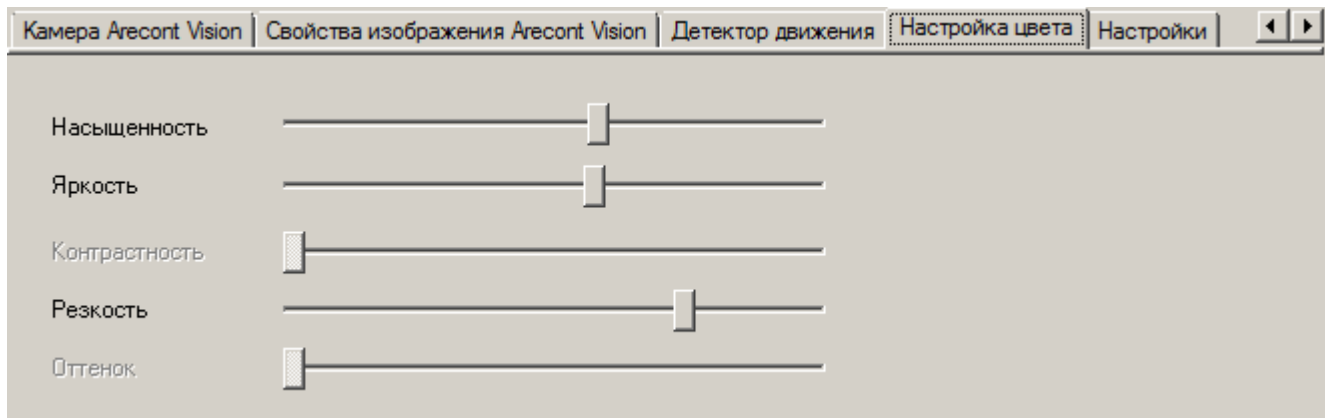 Камера Arecont Vision Свойства изображения Arecont Vision Детектор движения Настройка цвета Настройки
Насыщенность
Яркость
Контрастность
Резкость
Оттенок